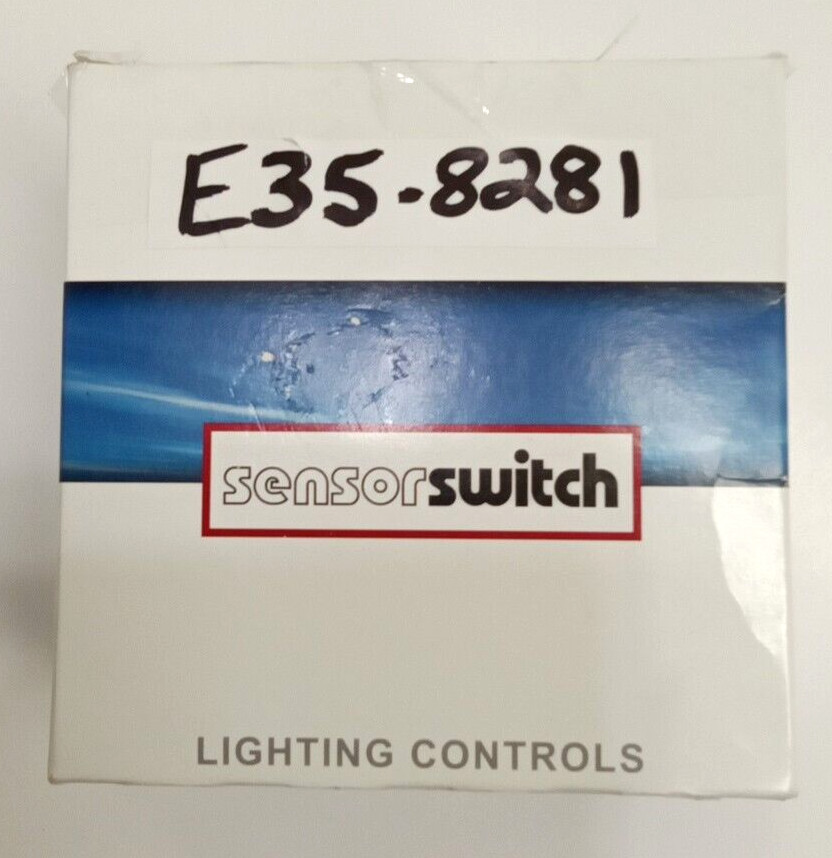 E35-8281
sensorswitch
LIGHTING CONTROLS